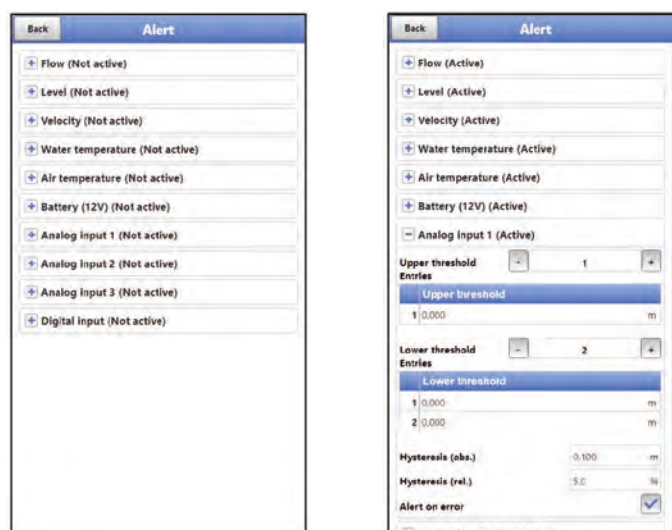 Back
Alert
Flow (Not active)
Level (Not active)
Velocity (Not active)
Water temperature (Not active)
Air temperature (Not active)
Battery (12V) (Not active)
Analog input 1 (Not active)
Analog input 2 (Not active)
Analog input 3 (Not active)
Digital input (Not active)
Back
Alert
Flow (Active)
Level (Active)
Velocity (Active)
Water temperature (Active)
Air temperature (Active)
Battery (12V) (Active)
Analog input 1 (Active)
Upper threshold - 1 +
Entries
Upper threshold
1 0,000 m
Lower threshold - 2 +
Entries
Lower threshold
1 0,000 m
2 0,000 m
Hysteresis (abs.) 0,100 m
Hysteresis (rel.) 5,0 %
Alert on error